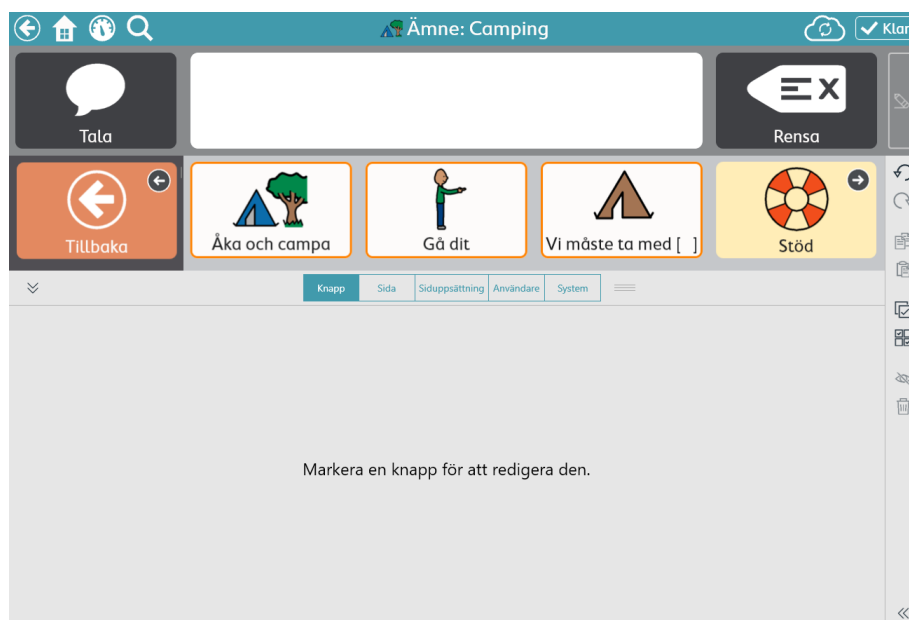 Ämne: Camping
Klar
Tala
Rensa
Tillbaka
Åka och campa
Gå dit
Vi måste ta med [ ]
Stöd
Knapp
Sida
Siduppsättning
Användare
System
Markera en knapp för att redigera den.